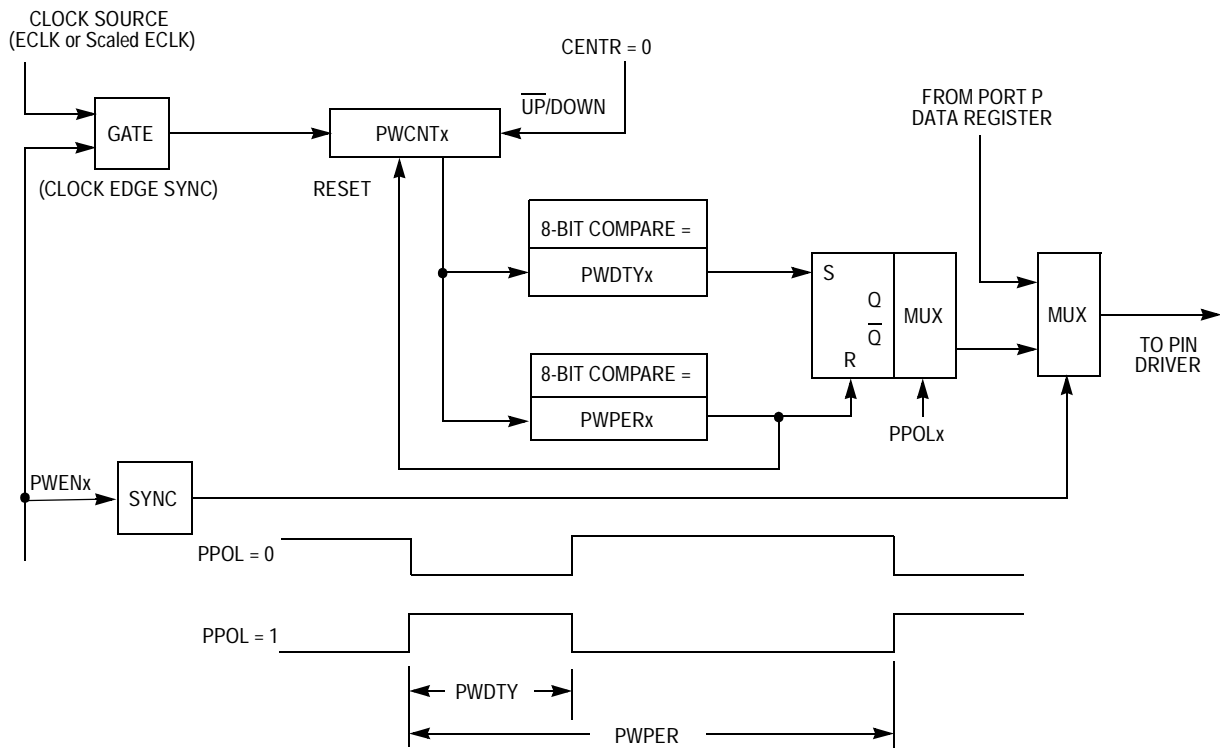 CLOCK SOURCE
(ECLK or Scaled ECLK)
CENTR = 0
UP/DOWN
FROM PORT P
DATA REGISTER
GATE
PWCNTx
(CLOCK EDGE SYNC)
RESET
8-BIT COMPARE =
PWDTYx
S
Q
Q
R
MUX
MUX
TO PIN
DRIVER
8-BIT COMPARE =
PWPERx
PPOLx
PWENx
SYNC
PPOL = 0
PPOL = 1
PWDTY
PWPER